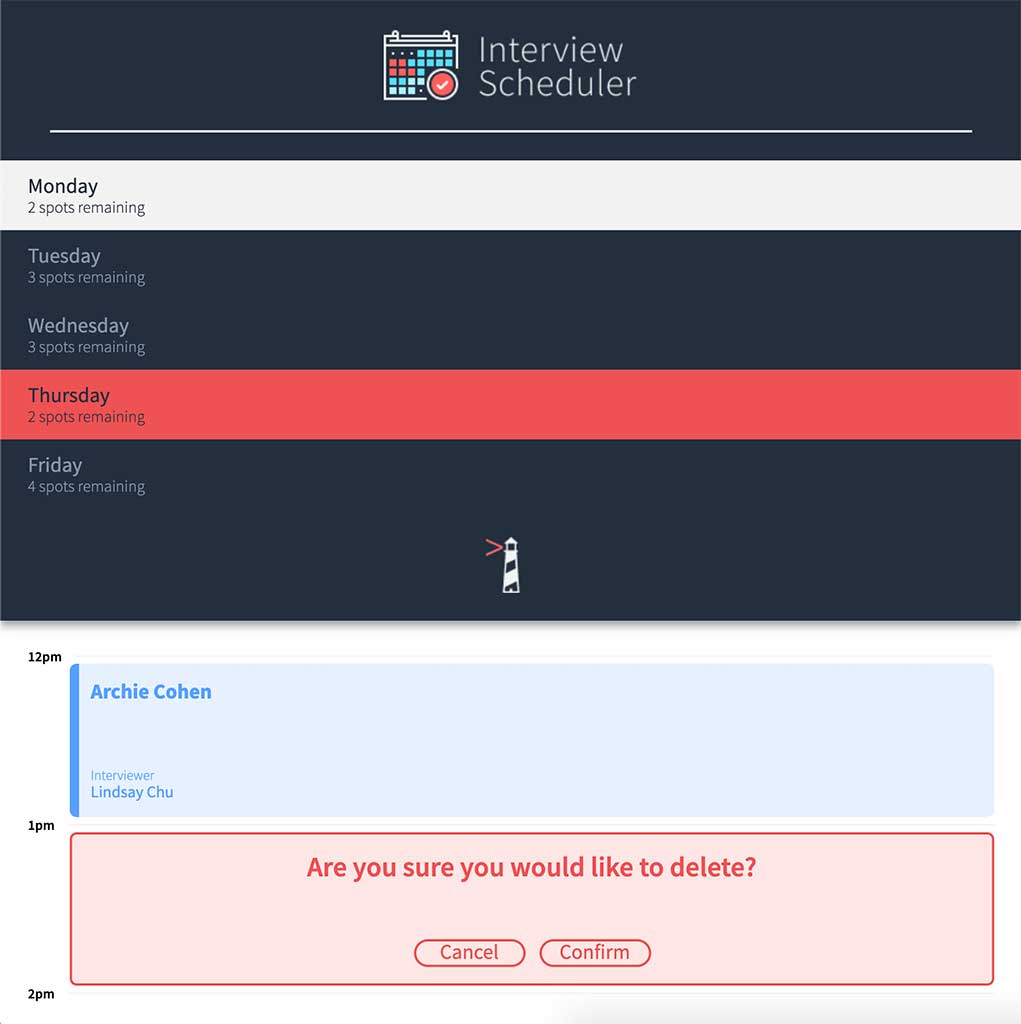 Interview
Scheduler
Monday
2 spots remaining
Tuesday
3 spots remaining
Wednesday
3 spots remaining
Thursday
2 spots remaining
Friday
4 spots remaining
12pm
Archie Cohen
Interviewer
Lindsay Chu
1pm
Are you sure you would like to delete?
Cancel Confirm
2pm